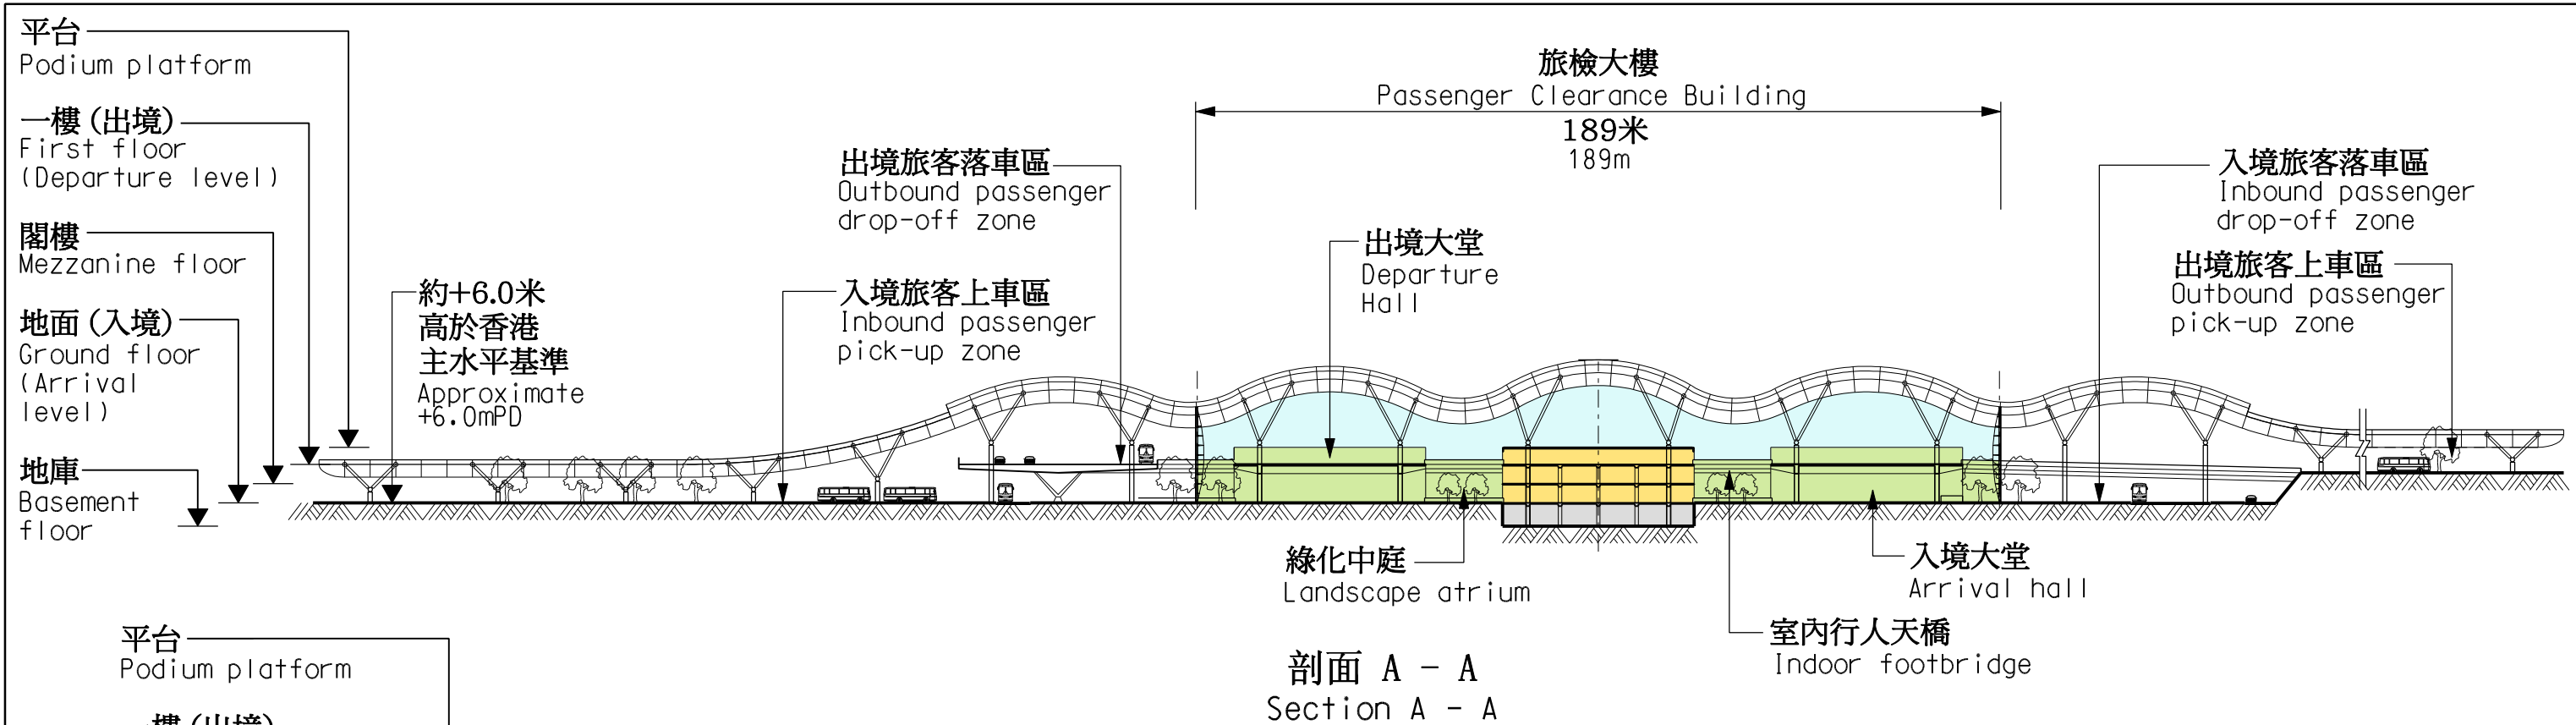 平台
Podium platform
一樓 (出境)
First floor
(Departure level)
閣樓
Mezzanine floor
地面 (入境)
Ground floor
(Arrival
level)
地庫
Basement
floor
約+6.0米
高於香港
主水平基準
Approximate
+6.0mPD
出境旅客落車區
Outbound passenger
drop-off zone
入境旅客上車區
Inbound passenger
pick-up zone
旅檢大樓
Passenger Clearance Building
189米
189m
出境大堂
Departure
Hall
入境旅客落車區
Inbound passenger
drop-off zone
出境旅客上車區
Outbound passenger
pick-up zone
綠化中庭
Landscape atrium
入境大堂
Arrival hall
室內行人天橋
Indoor footbridge
剖面 A - A
Section A - A
平台
Podium platform
一樓 (出境)